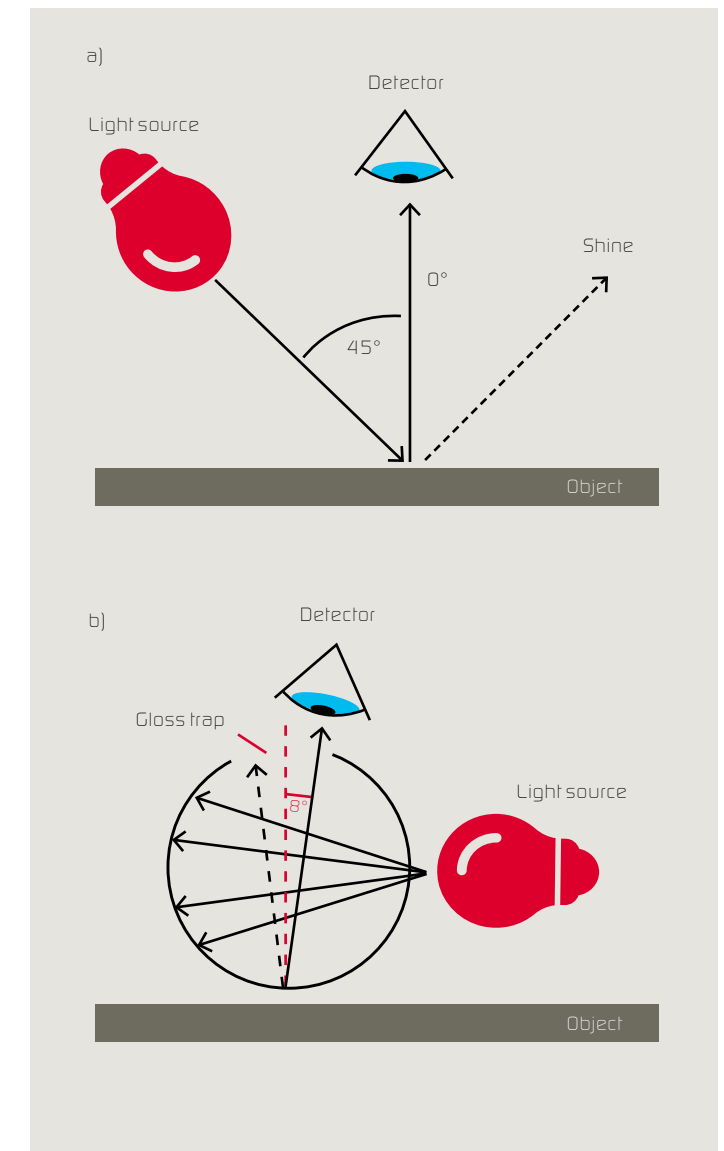 a)
Detector
Light source
Shine
0°
45°
Object
b)
Detector
Gloss trap
Light source
8°
Object